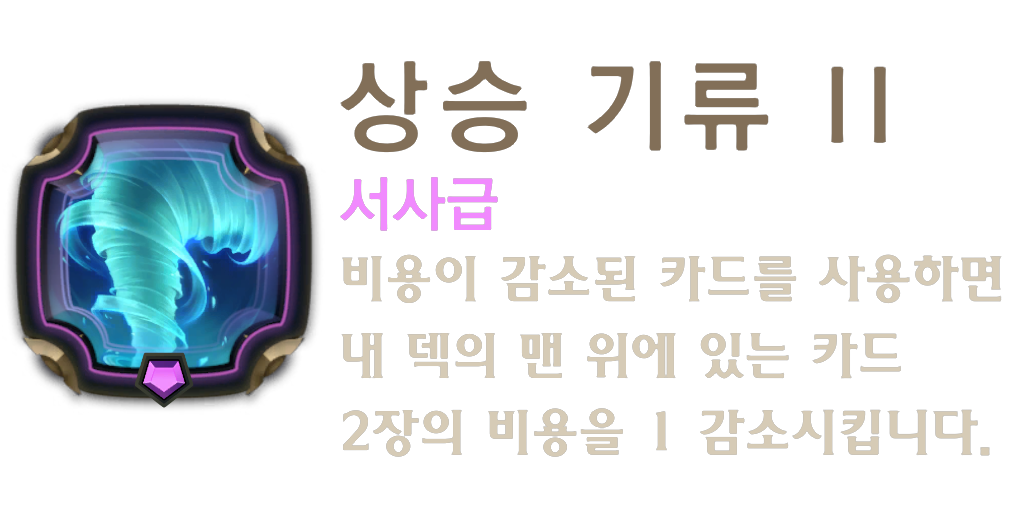 상승 기류 II
서사급
비용이 감소된 카드를 사용하면
내 덱의 맨 위에 있는 카드
2장의 비용을 1 감소시킵니다.